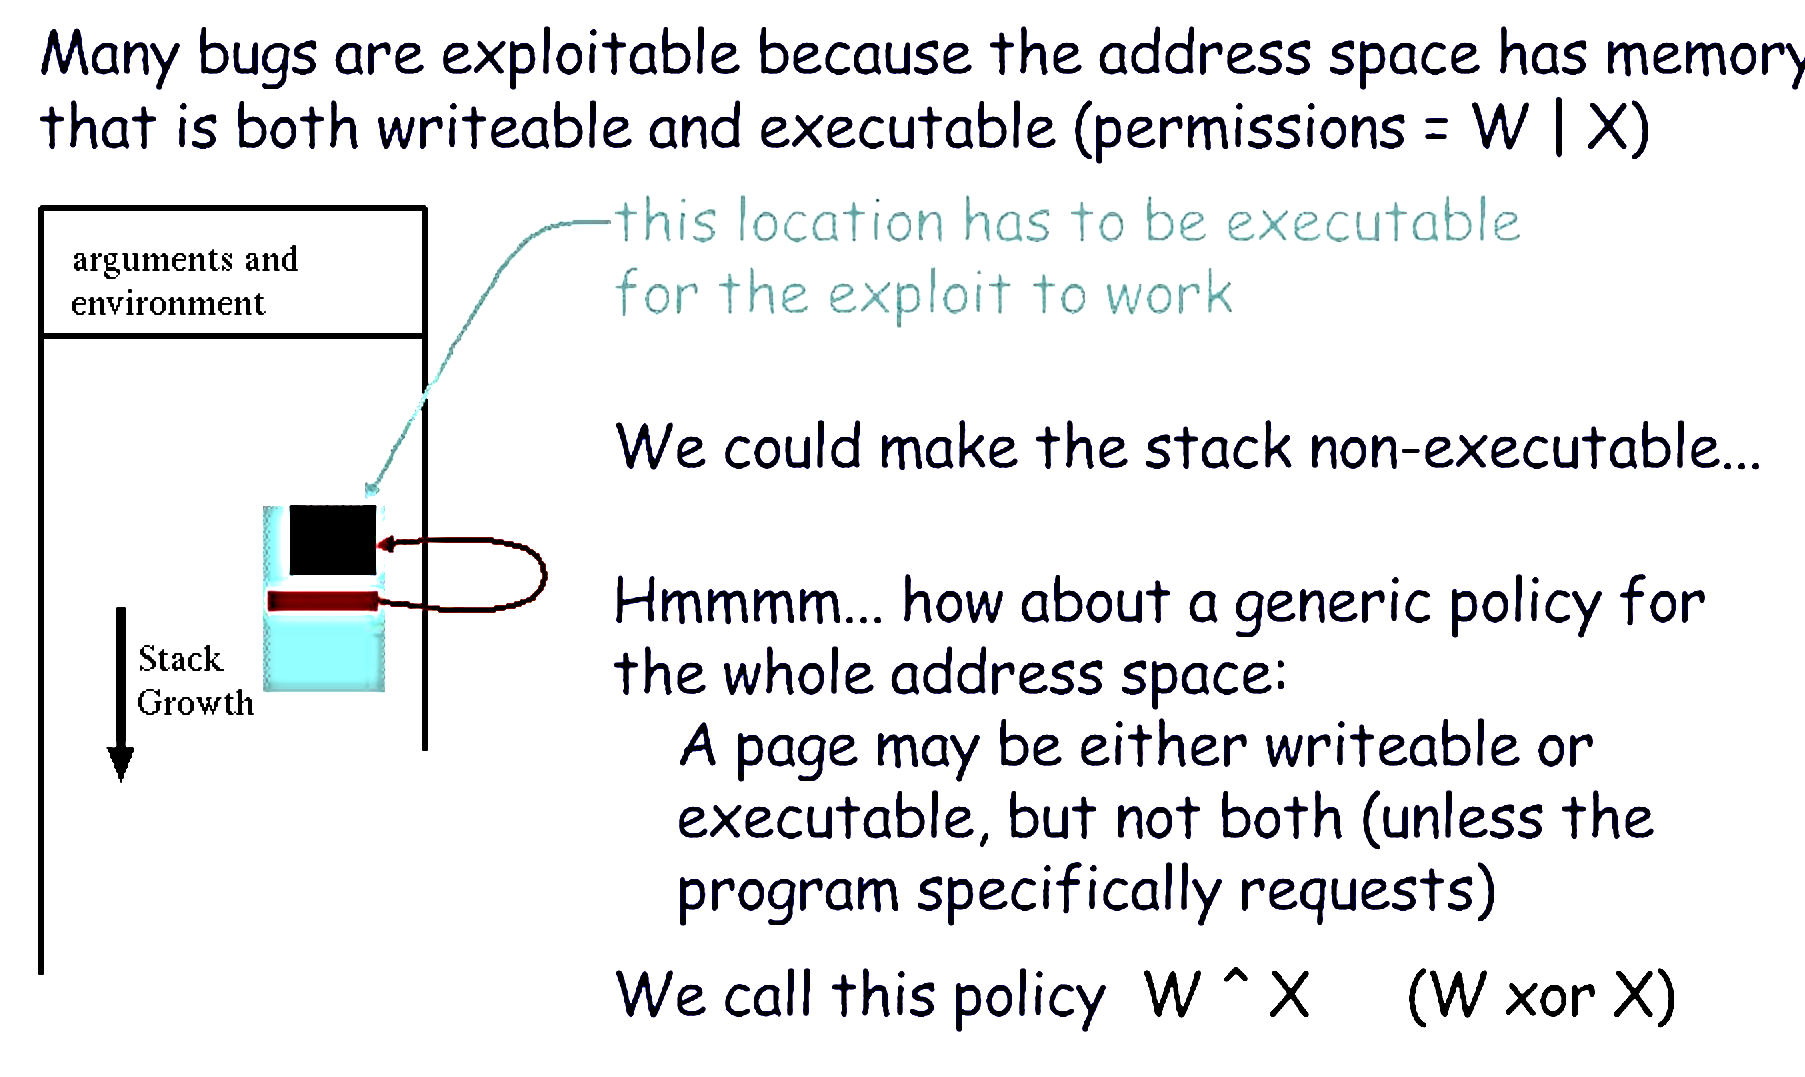 Many bugs are exploitable because the address space has memory
that is both writeable and executable (permissions = W | X)
arguments and
environment
this location has to be executable
for the exploit to work
We could make the stack non-executable...
Hmmmm... how about a generic policy for
the whole address space:
A page may be either writeable or
executable, but not both (unless the
program specifically requests)
Stack
Growth
We call this policy W ^ X (W xor X)